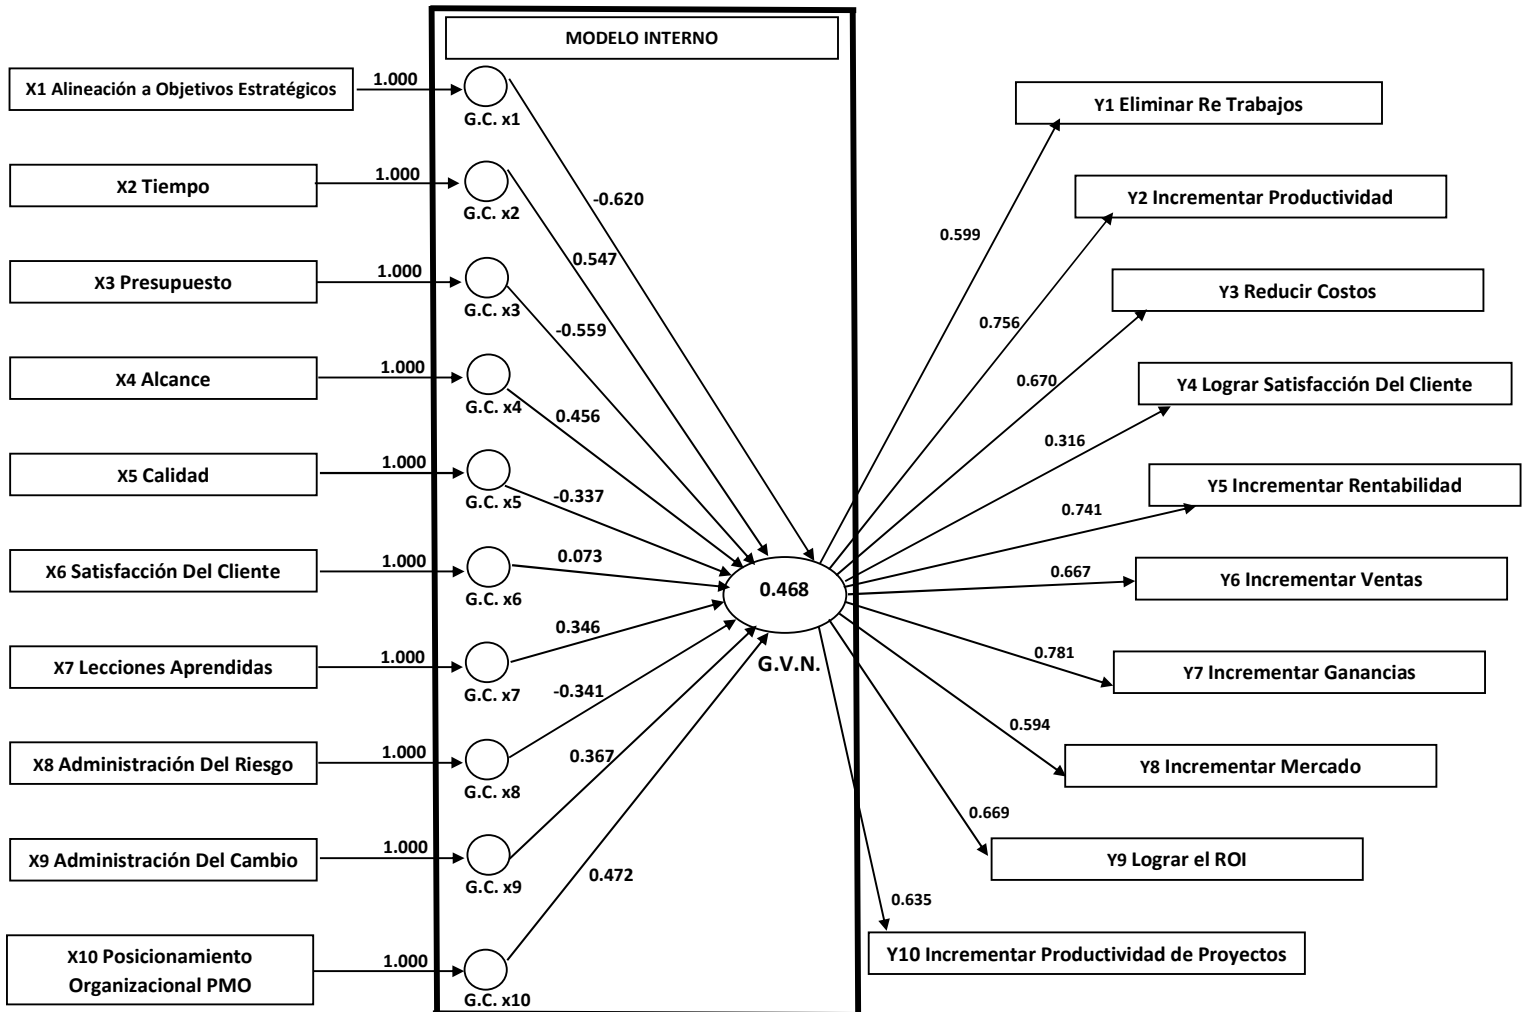 MODELO INTERNO
X1 Alineación a Objetivos Estratégicos
1.000
G.C. x1
-0.620
X2 Tiempo
1.000
G.C. x2
0.547
X3 Presupuesto
1.000
G.C. x3
-0.559
X4 Alcance
1.000
G.C. x4
0.456
X5 Calidad
1.000
G.C. x5
-0.337
X6 Satisfacción Del Cliente
1.000
G.C. x6
0.073
X7 Lecciones Aprendidas
1.000
G.C. x7
0.346
X8 Administración Del Riesgo
1.000
G.C. x8
-0.341
X9 Administración Del Cambio
1.000
G.C. x9
0.367
X10 Posicionamiento
Organizacional PMO
1.000
G.C. x10
0.472
0.468
G.V.N.
0.599
Y1 Eliminar Re Trabajos
0.756
Y2 Incrementar Productividad
0.670
Y3 Reducir Costos
0.316
Y4 Lograr Satisfacción Del Cliente
0.741
Y5 Incrementar Rentabilidad
0.667
Y6 Incrementar Ventas
0.781
Y7 Incrementar Ganancias
0.594
Y8 Incrementar Mercado
0.669
Y9 Lograr el ROI
0.635
Y10 Incrementar Productividad de Proyectos